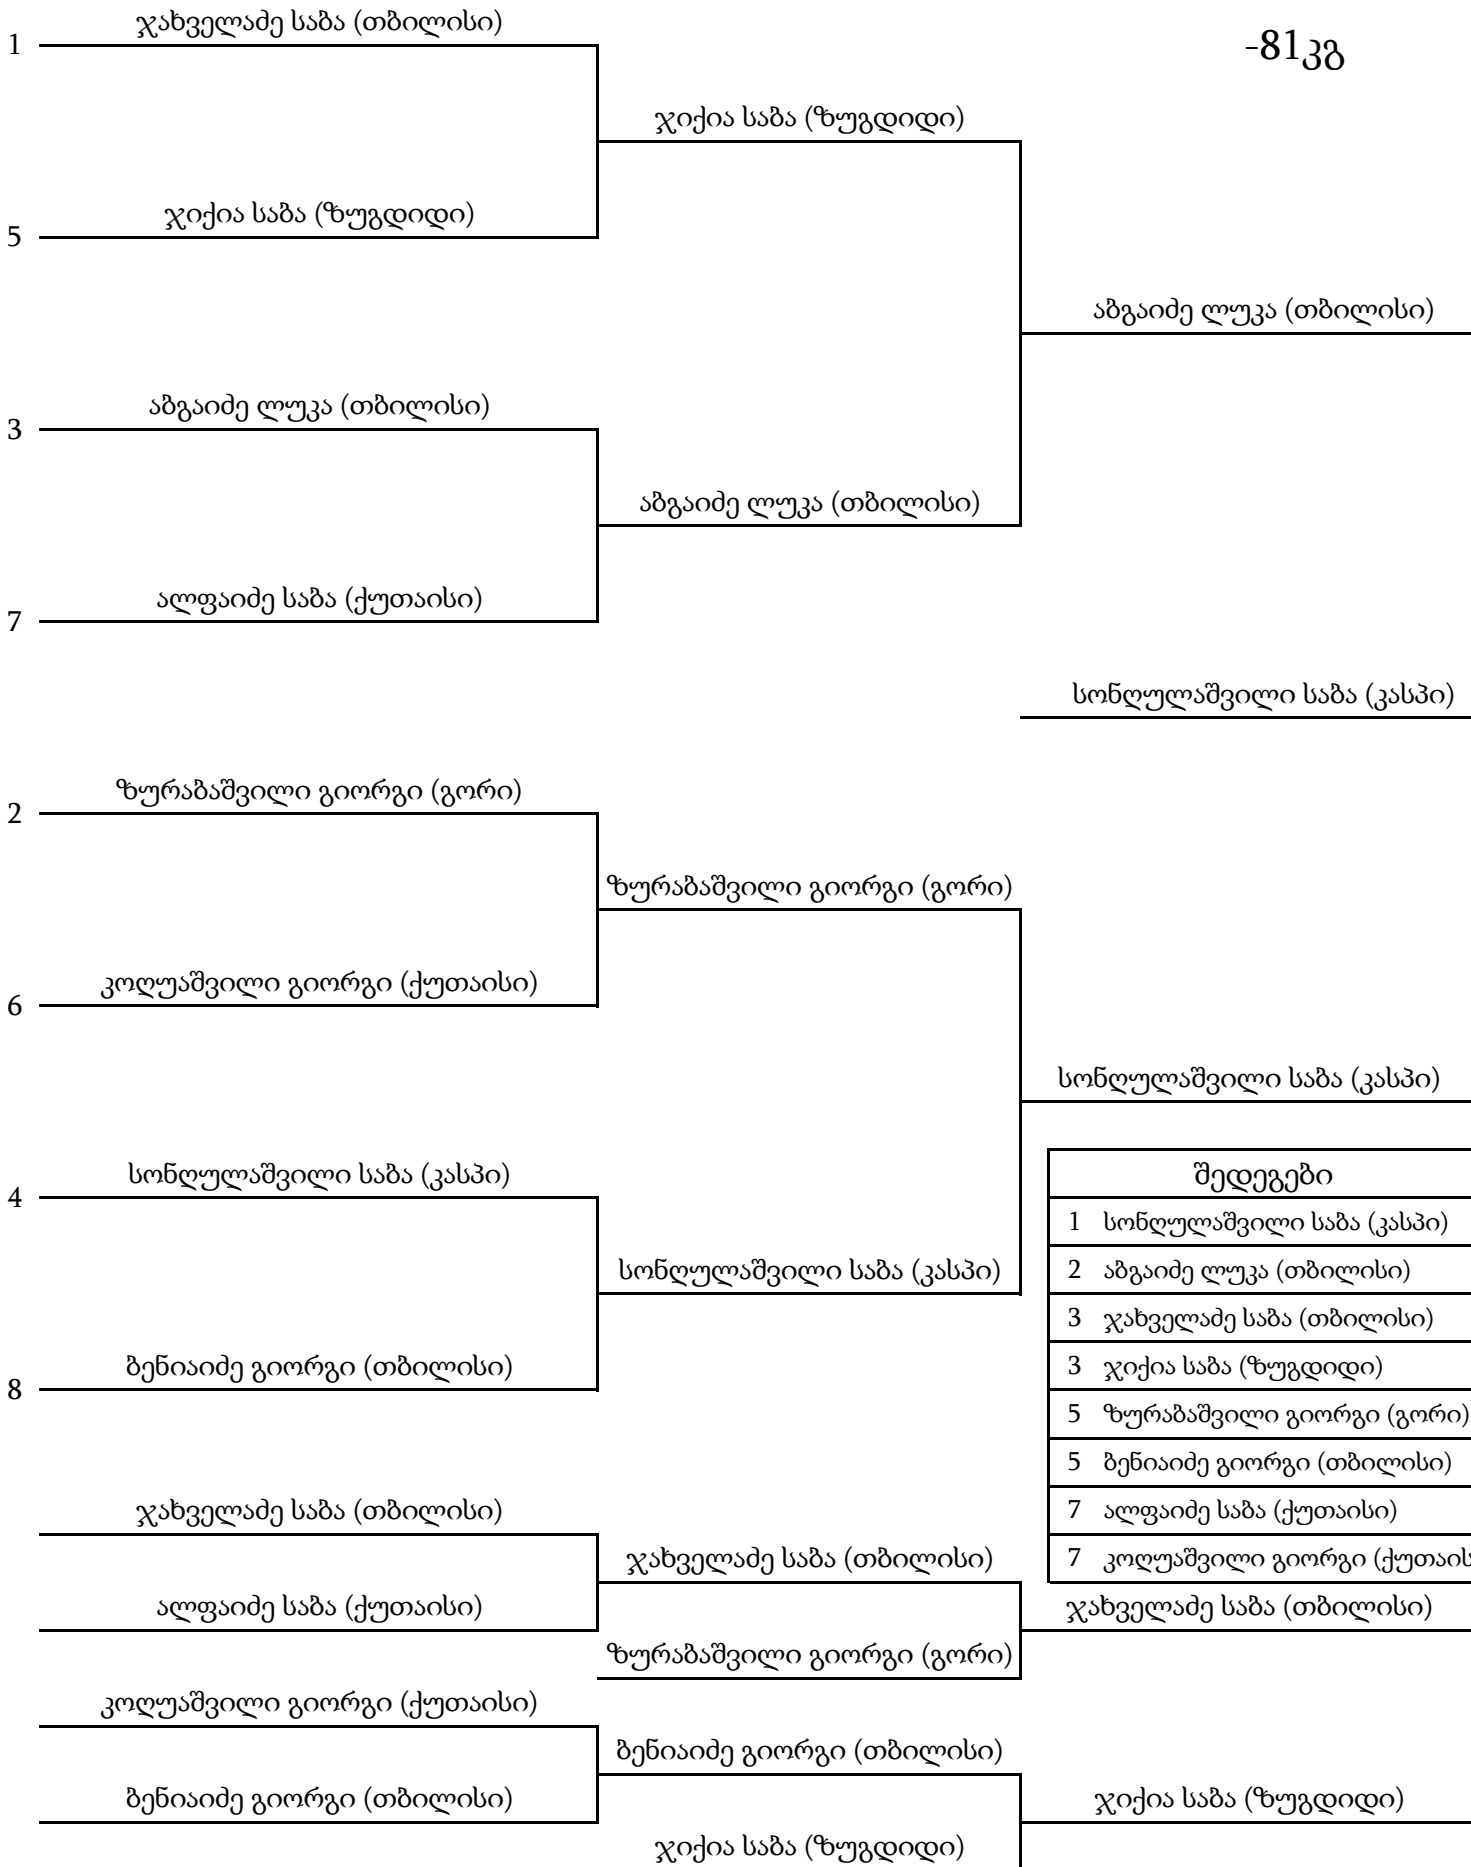 ჯახველაძე საბა (თბილისი)
1
-81კგ
ჯიქია საბა (ზუგდიდი)
ჯიქია საბა (ზუგდიდი)
5
აბგაიძე ლუკა (თბილისი)
აბგაიძე ლუკა (თბილისი)
3
აბგაიძე ლუკა (თბილისი)
ალფაიძე საბა (ქუთაისი)
7
სონღულაშვილი საბა (კასპი)
ზურაბაშვილი გიორგი (გორი)
2
ზურაბაშვილი გიორგი (გორი)
კოღუაშვილი გიორგი (ქუთაისი)
6
სონღულაშვილი საბა (კასპი)
სონღულაშვილი საბა (კასპი)
4
სონღულაშვილი საბა (კასპი)
ბენიაიძე გიორგი (თბილისი)
8
შედეგები
1 სონღულაშვილი საბა (კასპი)
2 აბგაიძე ლუკა (თბილისი)
3 ჯახველაძე საბა (თბილისი)
3 ჯიქია საბა (ზუგდიდი)
5 ზურაბაშვილი გიორგი (გორი)
5 ბენიაიძე გიორგი (თბილისი)
7 ალფაიძე საბა (ქუთაისი)
7 კოღუაშვილი გიორგი (ქუთაის
ჯახველაძე საბა (თბილისი)
ჯახველაძე საბა (თბილისი)
ალფაიძე საბა (ქუთაისი)
ჯახველაძე საბა (თბილისი)
ზურაბაშვილი გიორგი (გორი)
კოღუაშვილი გიორგი (ქუთაისი)
ბენიაიძე გიორგი (თბილისი)
ბენიაიძე გიორგი (თბილისი)
ჯიქია საბა (ზუგდიდი)
ჯიქია საბა (ზუგდიდი)